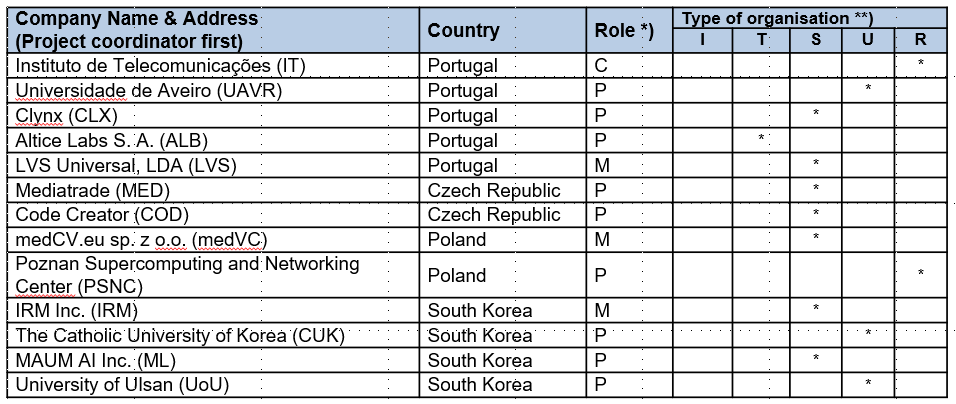 Company Name & Address Country Role *) Type of organisation **)
(Project coordinator first) I T S U R
Instituto de Telecomunicações (IT) Portugal C *
Universidade de Aveiro (UAVR) Portugal P *
Clynx (CLX) Portugal P *
Altice Labs S. A. (ALB) Portugal P *
LVS Universal, LDA (LVS) Portugal M *
Mediatrade (MED) Czech Republic P *
Code Creator (COD) Czech Republic P *
medCV.eu sp. z o.o. (medVC) Poland M *
Poznan Supercomputing and Networking
Center (PSNC) Poland P *
IRM Inc. (IRM) South Korea M *
The Catholic University of Korea (CUK) South Korea P *
MAUM AI Inc. (ML) South Korea P *
University of Ulsan (UoU) South Korea P *